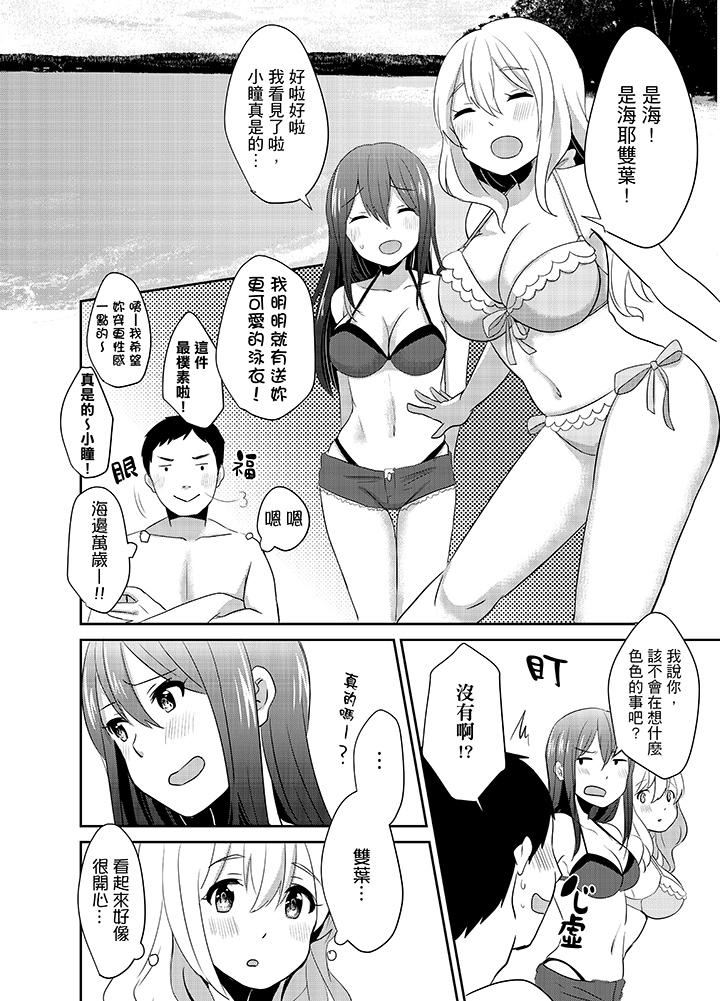 是海！
是海耶雙葉！
好啦好啦
我看見了啦，
小瞳真是的…
我明明就有送妳
更可愛的泳衣！
這件
最樸素啦！
嗯ー我希望
妳穿更性感
一點的～
真是的～小瞳！
眼福
嗯嗯
海邊萬歲ー!!
我說你，
該不會在想什麼
色色的事吧？
盯
沒有啊!?
心虛
真的嗎ー？
…
雙葉…
看起來好像
很開心…